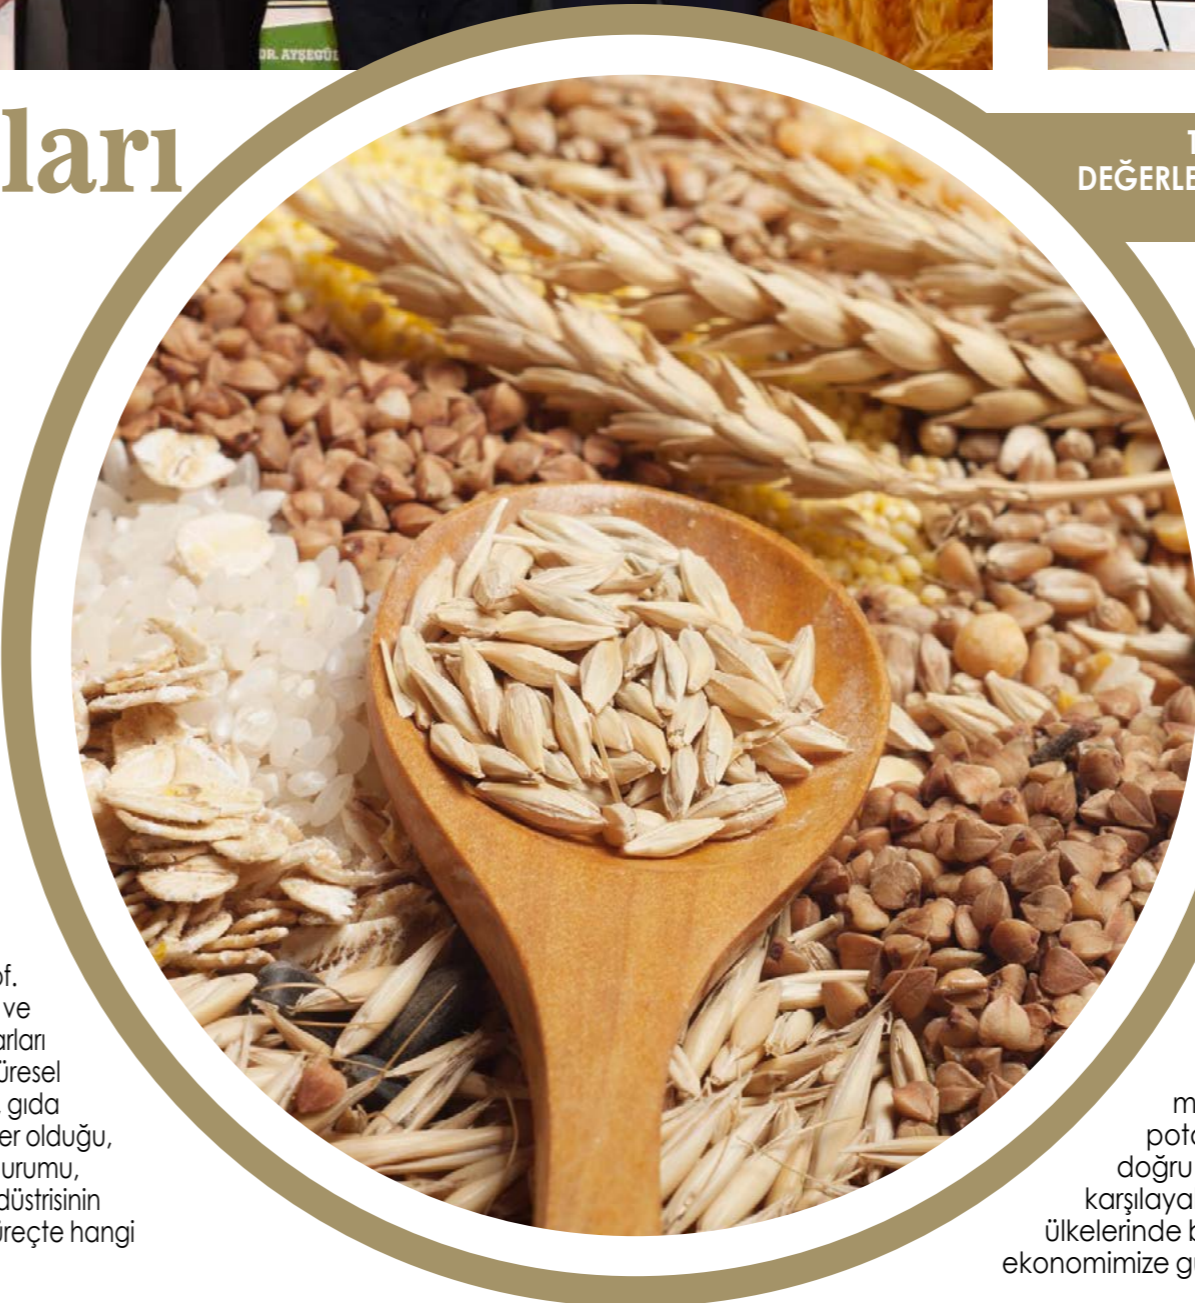 DR. AYŞEGÜL
ları
DEĞERLE
of.
ve
arları
üresel
gıda
er olduğu,
urumu,
düstrisinin
üreçte hangi
m
pota
doğru
karşılaya
ülkelerinde b
ekonomimize gü